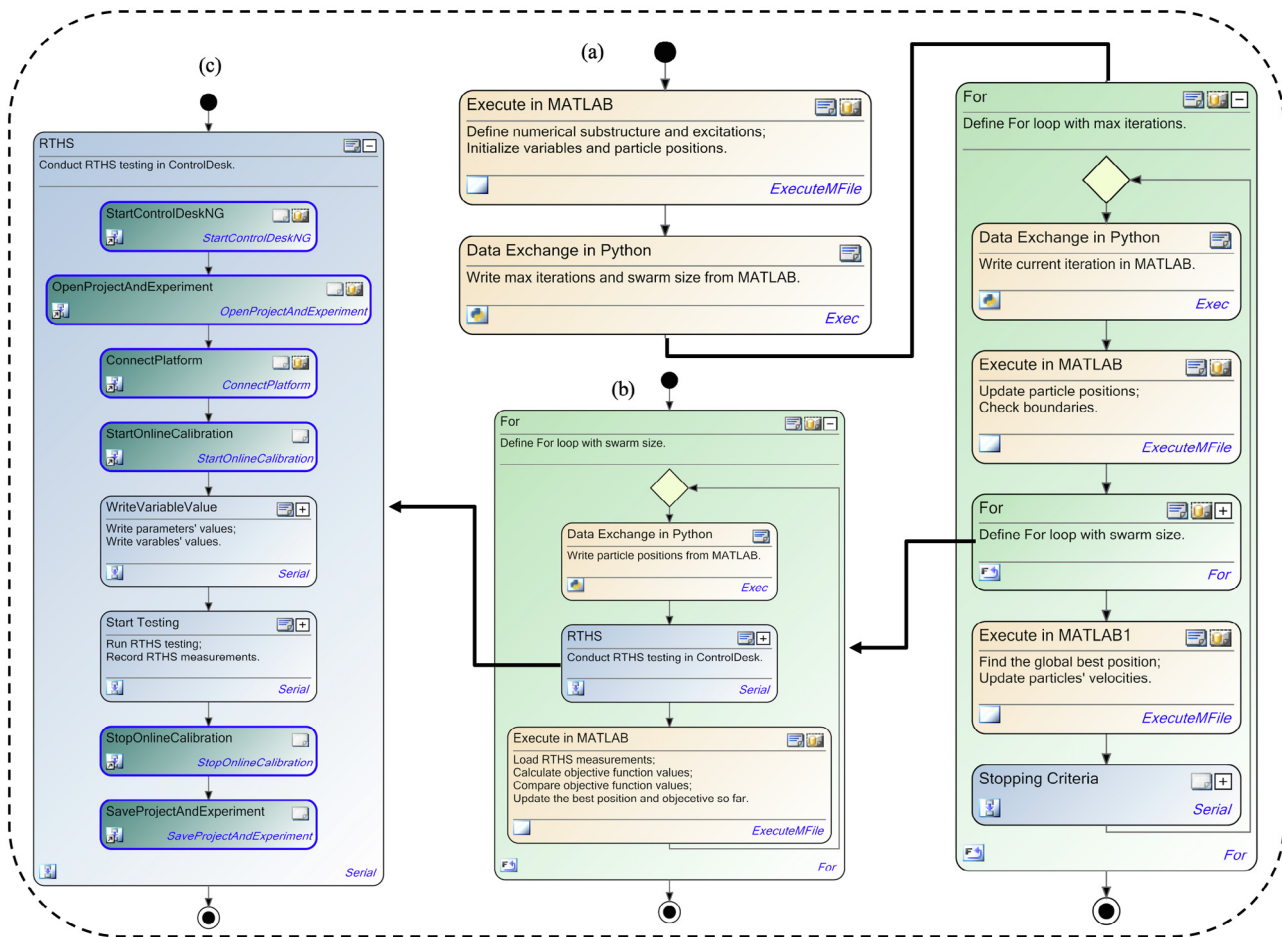 (a)
Execute in MATLAB
Define numerical substructure and excitations;
Initialize variables and particle positions.
ExecuteMFile
Data Exchange in Python
Write max iterations and swarm size from MATLAB.
Exec
For
Define For loop with max iterations.
Data Exchange in Python
Write current iteration in MATLAB.
Exec
Execute in MATLAB
Update particle positions;
Check boundaries.
ExecuteMFile
For
Define For loop with swarm size.
For
Execute in MATLAB1
Find the global best position;
Update particles' velocities.
ExecuteMFile
Stopping Criteria
Serial
For
(b)
For
Define For loop with swarm size.
Data Exchange in Python
Write particle positions from MATLAB.
Exec
RTHS
Conduct RTHS testing in ControlDesk.
Serial
Execute in MATLAB
Load RTHS measurements;
Calculate objective function values;
Compare objective function values;
Update the best position and objecetive so far.
ExecuteMFile
For
(c)
RTHS
Conduct RTHS testing in ControlDesk.
StartControlDeskNG
StartControlDeskNG
OpenProjectAndExperiment
OpenProjectAndExperiment
ConnectPlatform
ConnectPlatform
StartOnlineCalibration
StartOnlineCalibration
WriteVariableValue
Write parameters' values;
Write varables' values.
Serial
Start Testing
Run RTHS testing;
Record RTHS measurements.
Serial
StopOnlineCalibration
StopOnlineCalibration
SaveProjectAndExperiment
SaveProjectAndExperiment
Serial